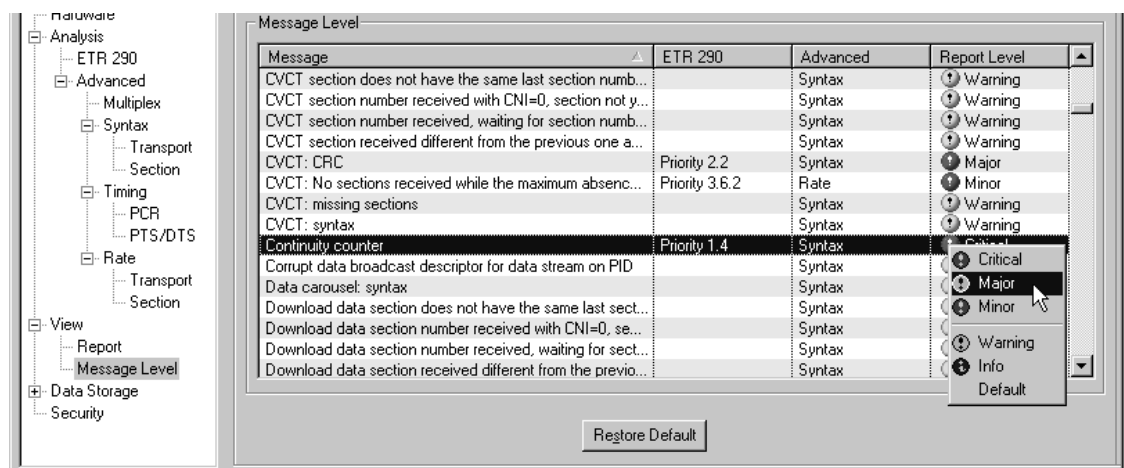 Hardware
Analysis
ETR 290
Advanced
Multiplex
Syntax
Transport
Section
Timing
PCR
PTS/DTS
Rate
Transport
Section
View
Report
Message Level
Data Storage
Security
Message Level
Message ETR 290 Advanced Report Level
CVCT section does not have the same last section numb... Syntax Warning
CVCT section number received with CNI=0, section not y... Syntax Warning
CVCT section number received, waiting for section numb... Syntax Warning
CVCT section received different from the previous one a... Syntax Warning
CVCT: CRC Priority 2.2 Syntax Major
CVCT: No sections received while the maximum absenc... Priority 3.6.2 Rate Minor
CVCT: missing sections Syntax Warning
CVCT: syntax Syntax Warning
Continuity counter Priority 1.4 Syntax Critical
Corrupt data broadcast descriptor for data stream on PID Syntax
Data carousel: syntax Syntax
Download data section does not have the same last sect... Syntax
Download data section number received with CNI=0, se... Syntax
Download data section number received, waiting for sect... Syntax
Download data section received different from the previo... Syntax
Critical
Major
Minor
Warning
Info
Default
Restore Default